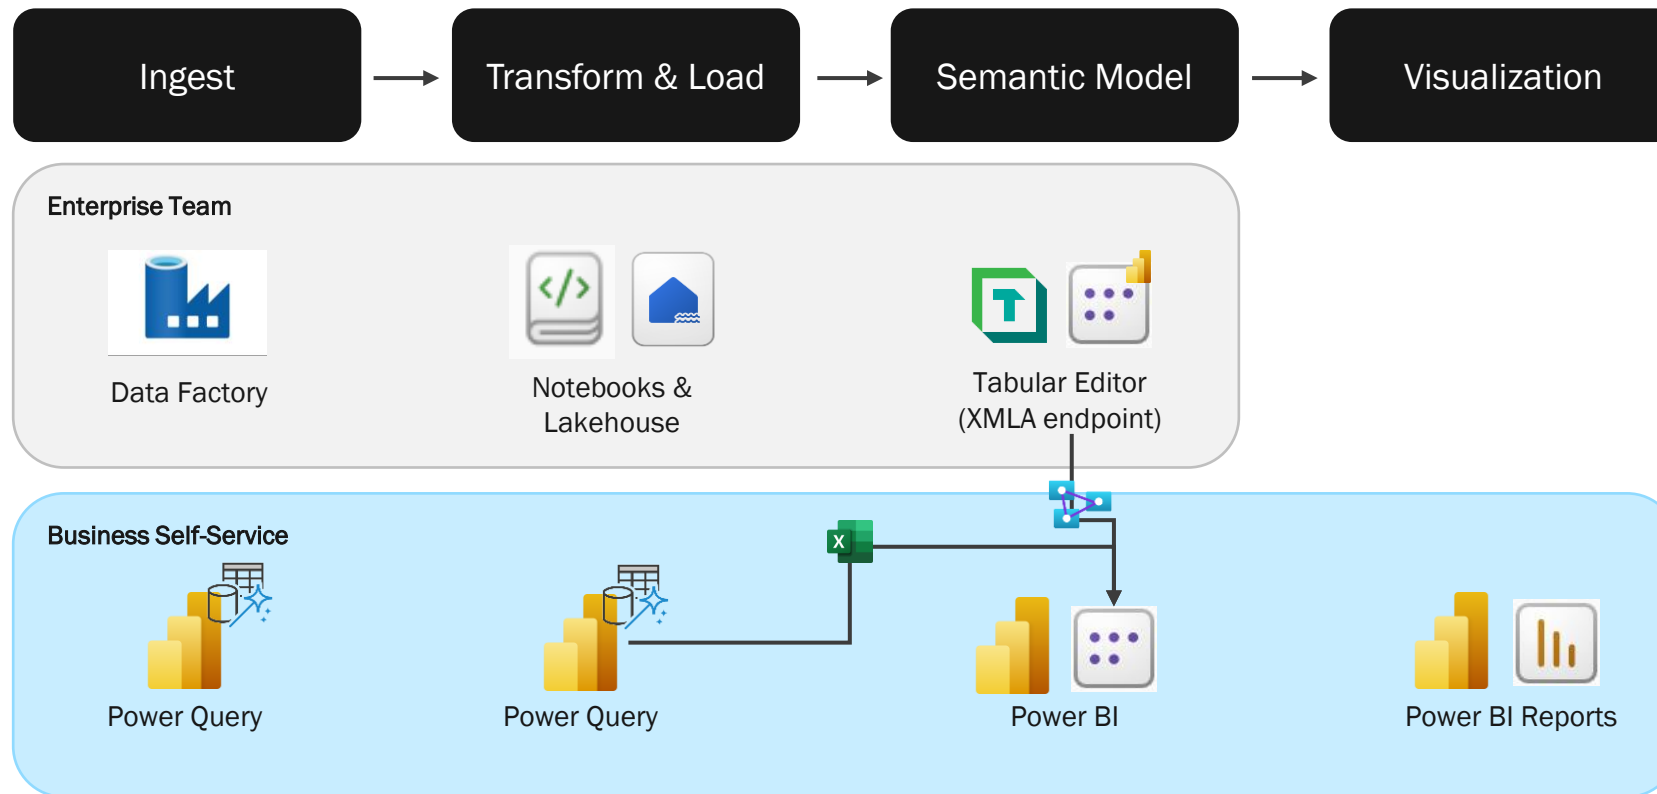 Ingest
Transform & Load
Semantic Model
Visualization
Enterprise Team
Data Factory
Notebooks &
Lakehouse
Tabular Editor
(XMLA endpoint)
Business Self-Service
X
Power Query
Power Query
Power BI
Power BI Reports